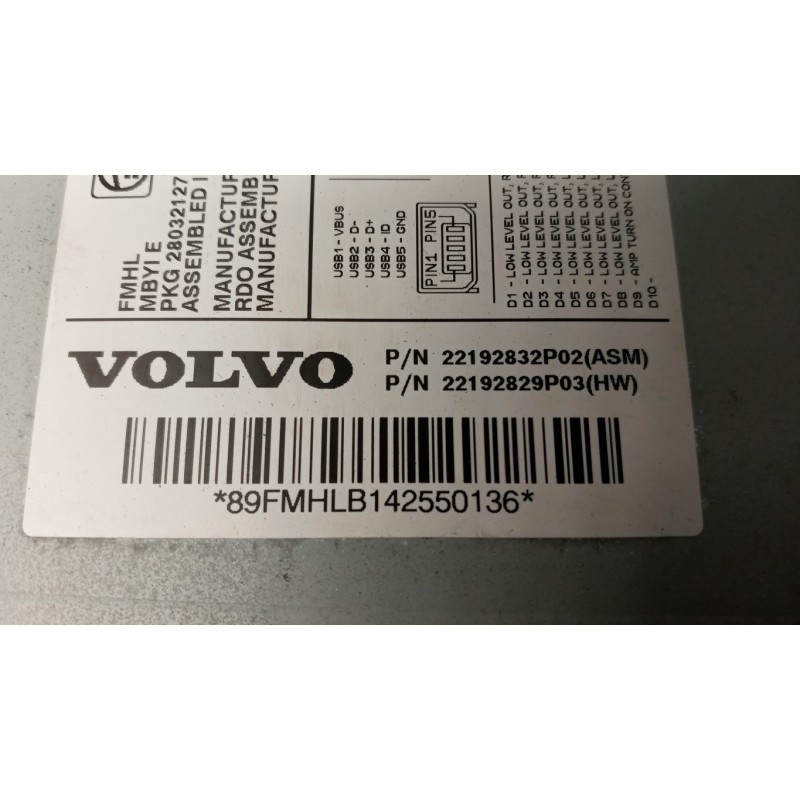 FMHL
MBYI E
PKG 28032127
ASSEMBLED I
MANUFACTUR
RDO ASSEMB
MANUFACTUR
USB1 - VBUS
USB2 - D-
USB3 - D+
USB4 - ID
USB5 - GND
PIN1 PIN5
D1 - LOW LEVEL OUT, R
D2 - LOW LEVEL OUT, R
D3 - LOW LEVEL OUT,
D4 - LOW LEVEL OUT,
D5 - LOW LEVEL OUT, L
D6 - LOW LEVEL OUT,
D7 - LOW LEVEL OUT,
D8 - LOW LEVEL OUT, L
D9 - AMP TURN ON CON
D10 -
VOLVO
P/N 22192832P02(ASM)
P/N 22192829P03(HW)
*89FMHLB142550136*